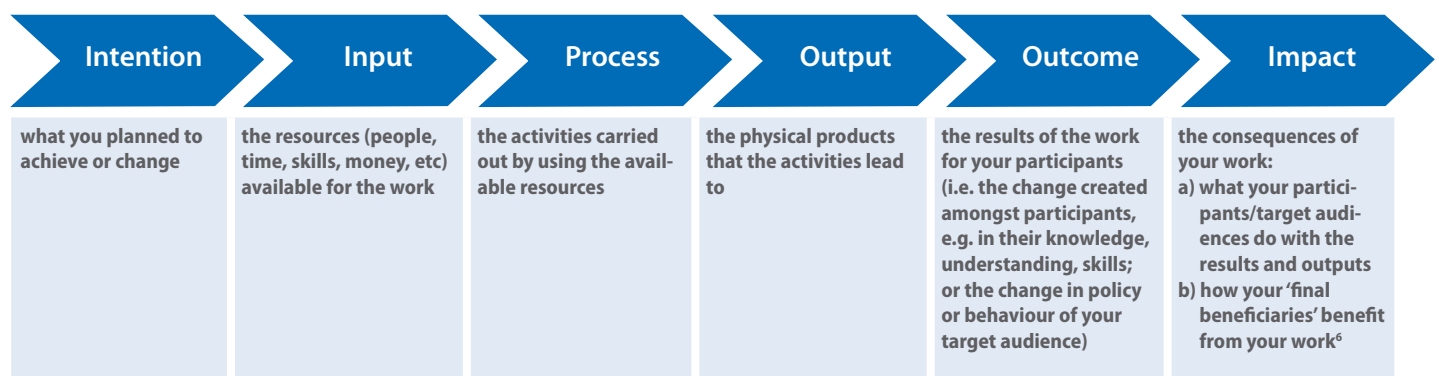 Intention
Input
Process
Output
Outcome
Impact
what you planned to
achieve or change
the resources (people,
time, skills, money, etc)
available for the work
the activities carried
out by using the avail-
able resources
the physical products
that the activities lead
to
the results of the work
for your participants
(i.e. the change created
amongst participants,
e.g. in their knowledge,
understanding, skills;
or the change in policy
or behaviour of your
target audience)
the consequences of
your work:
a) what your partici-
pants/target audi-
ences do with the
results and outputs
b) how your ‘final
beneficiaries’ benefit
from your work⁶